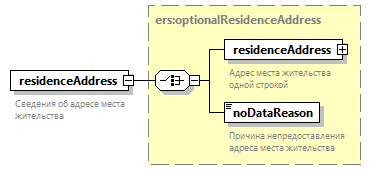 ers:optionalResidenceAddress
residenceAddress
Адрес места жительства
одной строкой
residenceAddress
Сведения об адресе места
жительства
noDataReason
Причина непредоставления
адреса места жительства